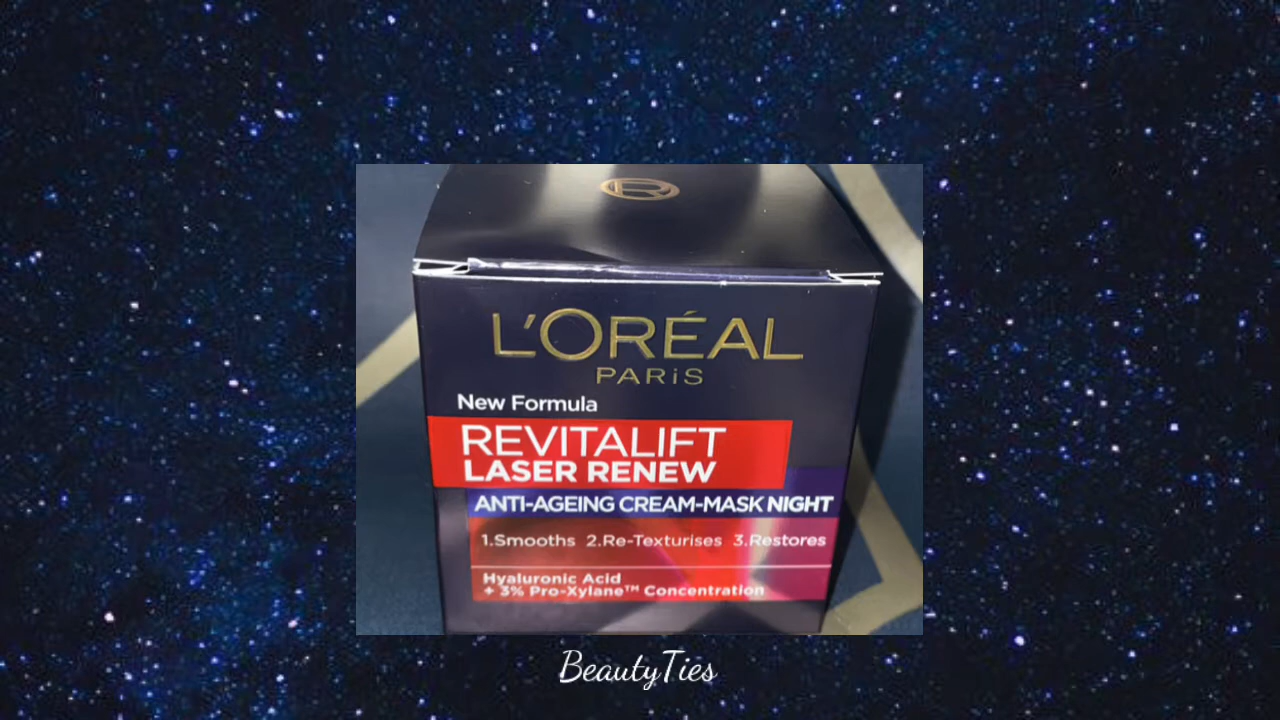 L'ORÉAL
PARiS
New Formula
REVITALIFT
LASER RENEW
ANTI-AGEING CREAM-MASK NIGHT
1.Smooths 2.Re-Texturises 3.Restores
Hyaluronic Acid
+ 3% Pro-Xylane™ Concentration
BeautyTies